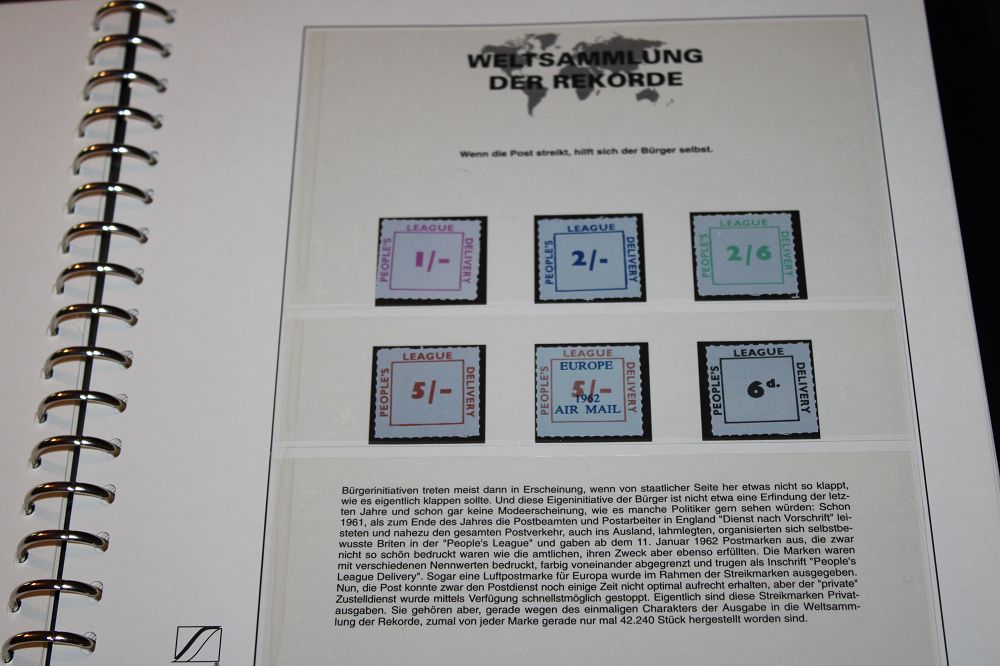 WELTSAMMLUNG
DER REKORDE
Wenn die Post streikt, hilft sich der Bürger selbst.
LEAGUE
PEOPLE'S
1/-
DELIVERY
LEAGUE
PEOPLE'S
2/-
DELIVERY
LEAGUE
PEOPLE'S
2/6
DELIVERY
LEAGUE
PEOPLE'S
5/-
DELIVERY
LEAGUE
PEOPLE'S
EUROPE
5/-
1962
AIR MAIL
DELIVERY
LEAGUE
PEOPLE'S
6d.
DELIVERY
Bürgerinitiativen treten meist dann in Erscheinung, wenn von staatlicher Seite her etwas nicht so klappt,
wie es eigentlich klappen sollte. Und diese Eigeninitiative der Bürger ist nicht etwa eine Erfindung der letz-
ten Jahre und schon gar keine Modeerscheinung, wie es manche Politiker gern sehen würden: Schon
1961, als zum Ende des Jahres die Postbeamten und Postarbeiter in England "Dienst nach Vorschrift" lei-
steten und nahezu den gesamten Postverkehr, auch ins Ausland, lahmlegten, organisierten sich selbstbe-
wusste Briten in der "People's League" und gaben ab dem 11. Januar 1962 Postmarken aus, die zwar
nicht so schön bedruckt waren wie die amtlichen, ihren Zweck aber ebenso erfüllten. Die Marken waren
mit verschiedenen Nennwerten bedruckt, farbig voneinander abgegrenzt und trugen als Inschrift "People's
League Delivery". Sogar eine Luftpostmarke für Europa wurde im Rahmen der Streikmarken ausgegeben.
Nun, die Post konnte zwar den Postdienst noch einige Zeit nicht optimal aufrecht erhalten, aber der "private"
Zustelldienst wurde mittels Verfügung schnellstmöglich gestoppt. Eigentlich sind diese Streikmarken Privat-
ausgaben. Sie gehören aber, gerade wegen des einmaligen Charakters der Ausgabe in die Weltsamm-
lung der Rekorde, zumal von jeder Marke gerade nur mal 42.240 Stück hergestellt worden sind.